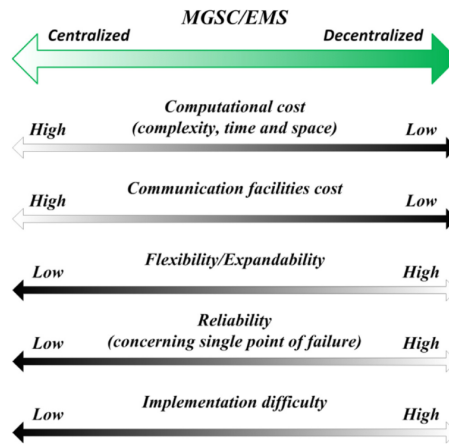 MGSC/EMS
Centralized Decentralized
Computational cost
High (complexity, time and space) Low
Communication facilities cost
High Low
Flexibility/Expandability
Low High
Reliability
Low (concerning single point of failure) High
Implementation difficulty
Low High